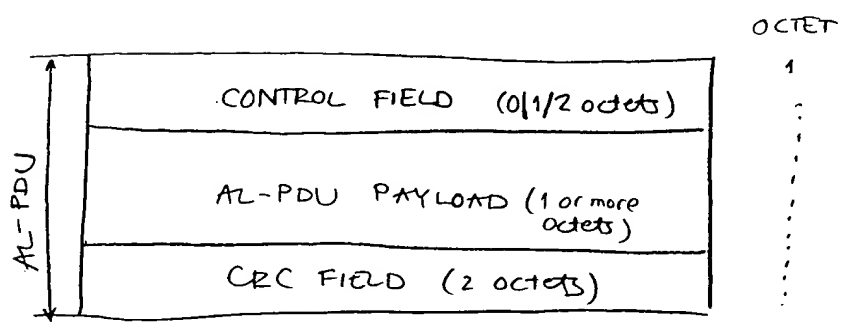 OCTET
1
CONTROL FIELD (0/1/2 octets)
AL-PDU
AL-PDU PAYLOAD (1 or more
octets)
CRC FIELD (2 octets)